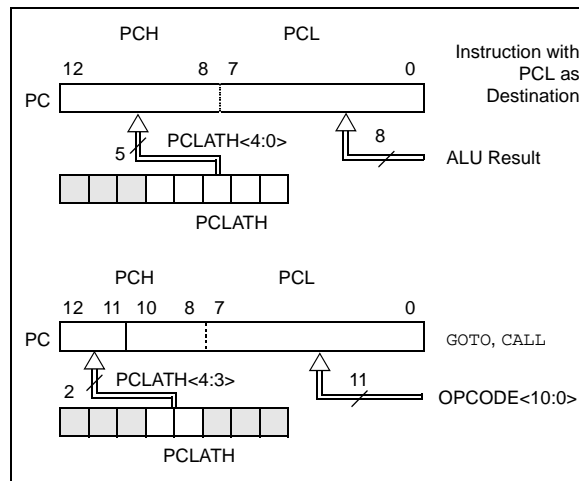 PCH PCL
12 8 7 0
Instruction with
PCL as
Destination
PC
5 PCLATH<4:0> 8
ALU Result
PCLATH
PCH PCL
12 11 10 8 7 0
PC
GOTO, CALL
2 PCLATH<4:3> 11
OPCODE<10:0>
PCLATH